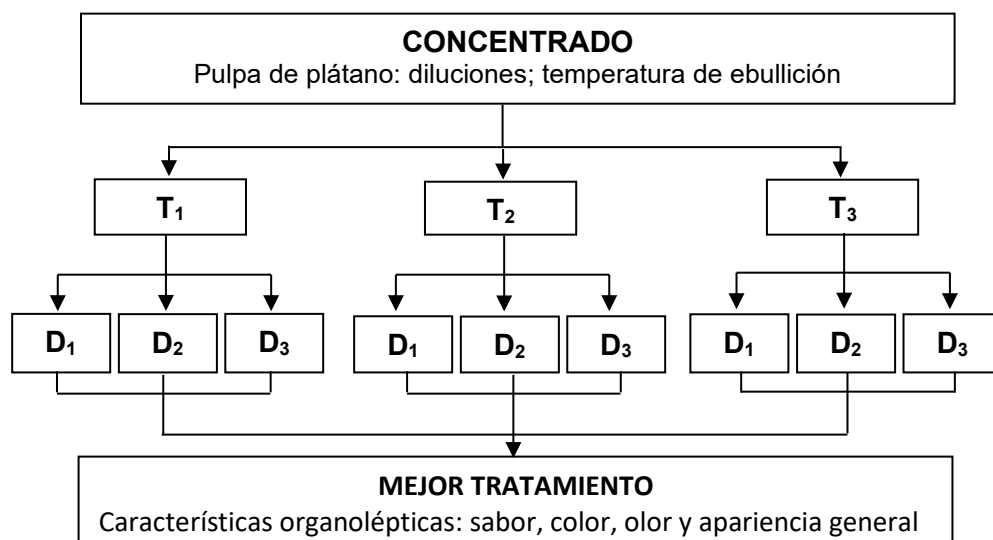 CONCENTRADO
Pulpa de plátano: diluciones; temperatura de ebullición
T₁ T₂ T₃
D₁ D₂ D₃ D₁ D₂ D₃ D₁ D₂ D₃
MEJOR TRATAMIENTO
Características organolépticas: sabor, color, olor y apariencia general